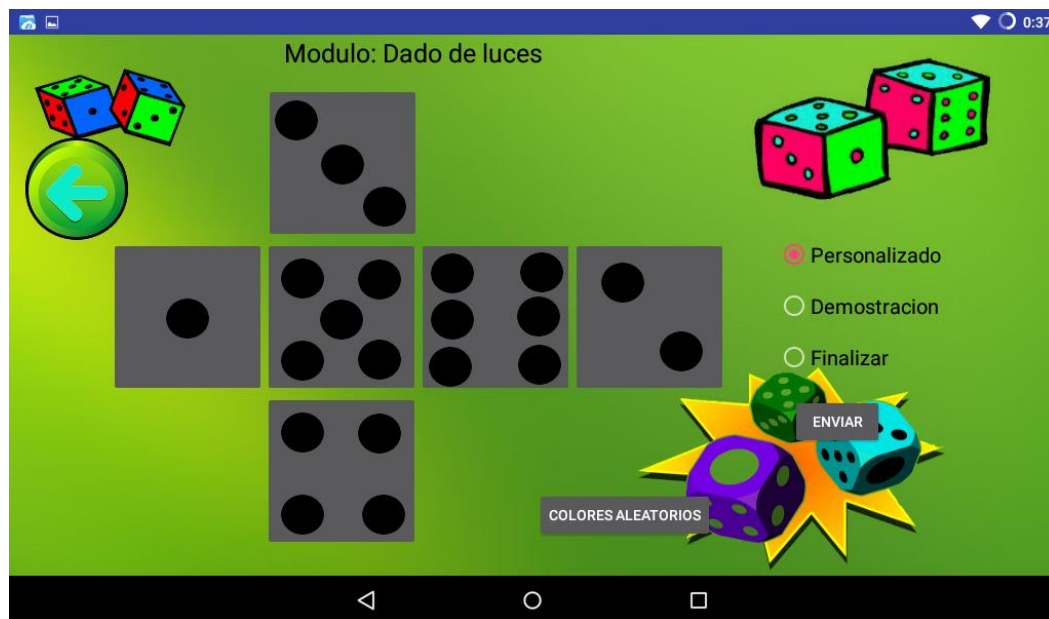 0:37
Modulo: Dado de luces
Personalizado
Demostracion
Finalizar
ENVIAR
COLORES ALEATORIOS